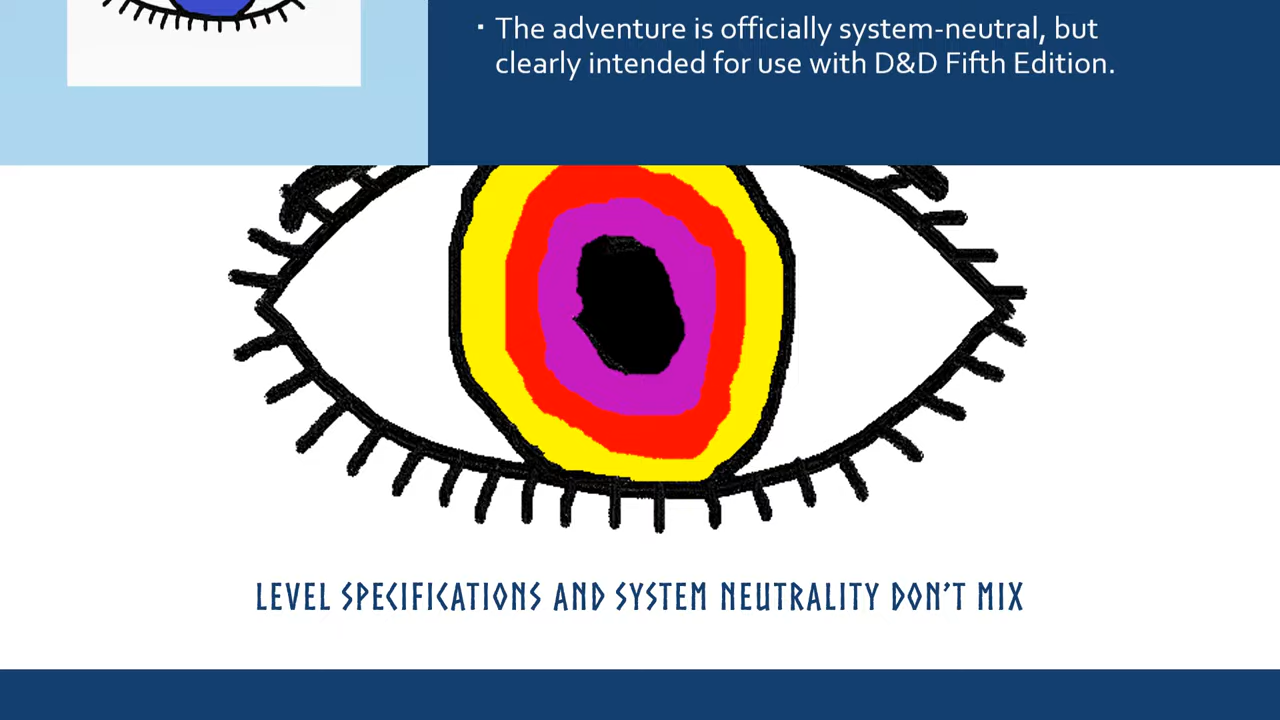 · The adventure is officially system-neutral, but
clearly intended for use with D&D Fifth Edition.
LEVEL SPECIFICATIONS AND SYSTEM NEUTRALITY DON'T MIX